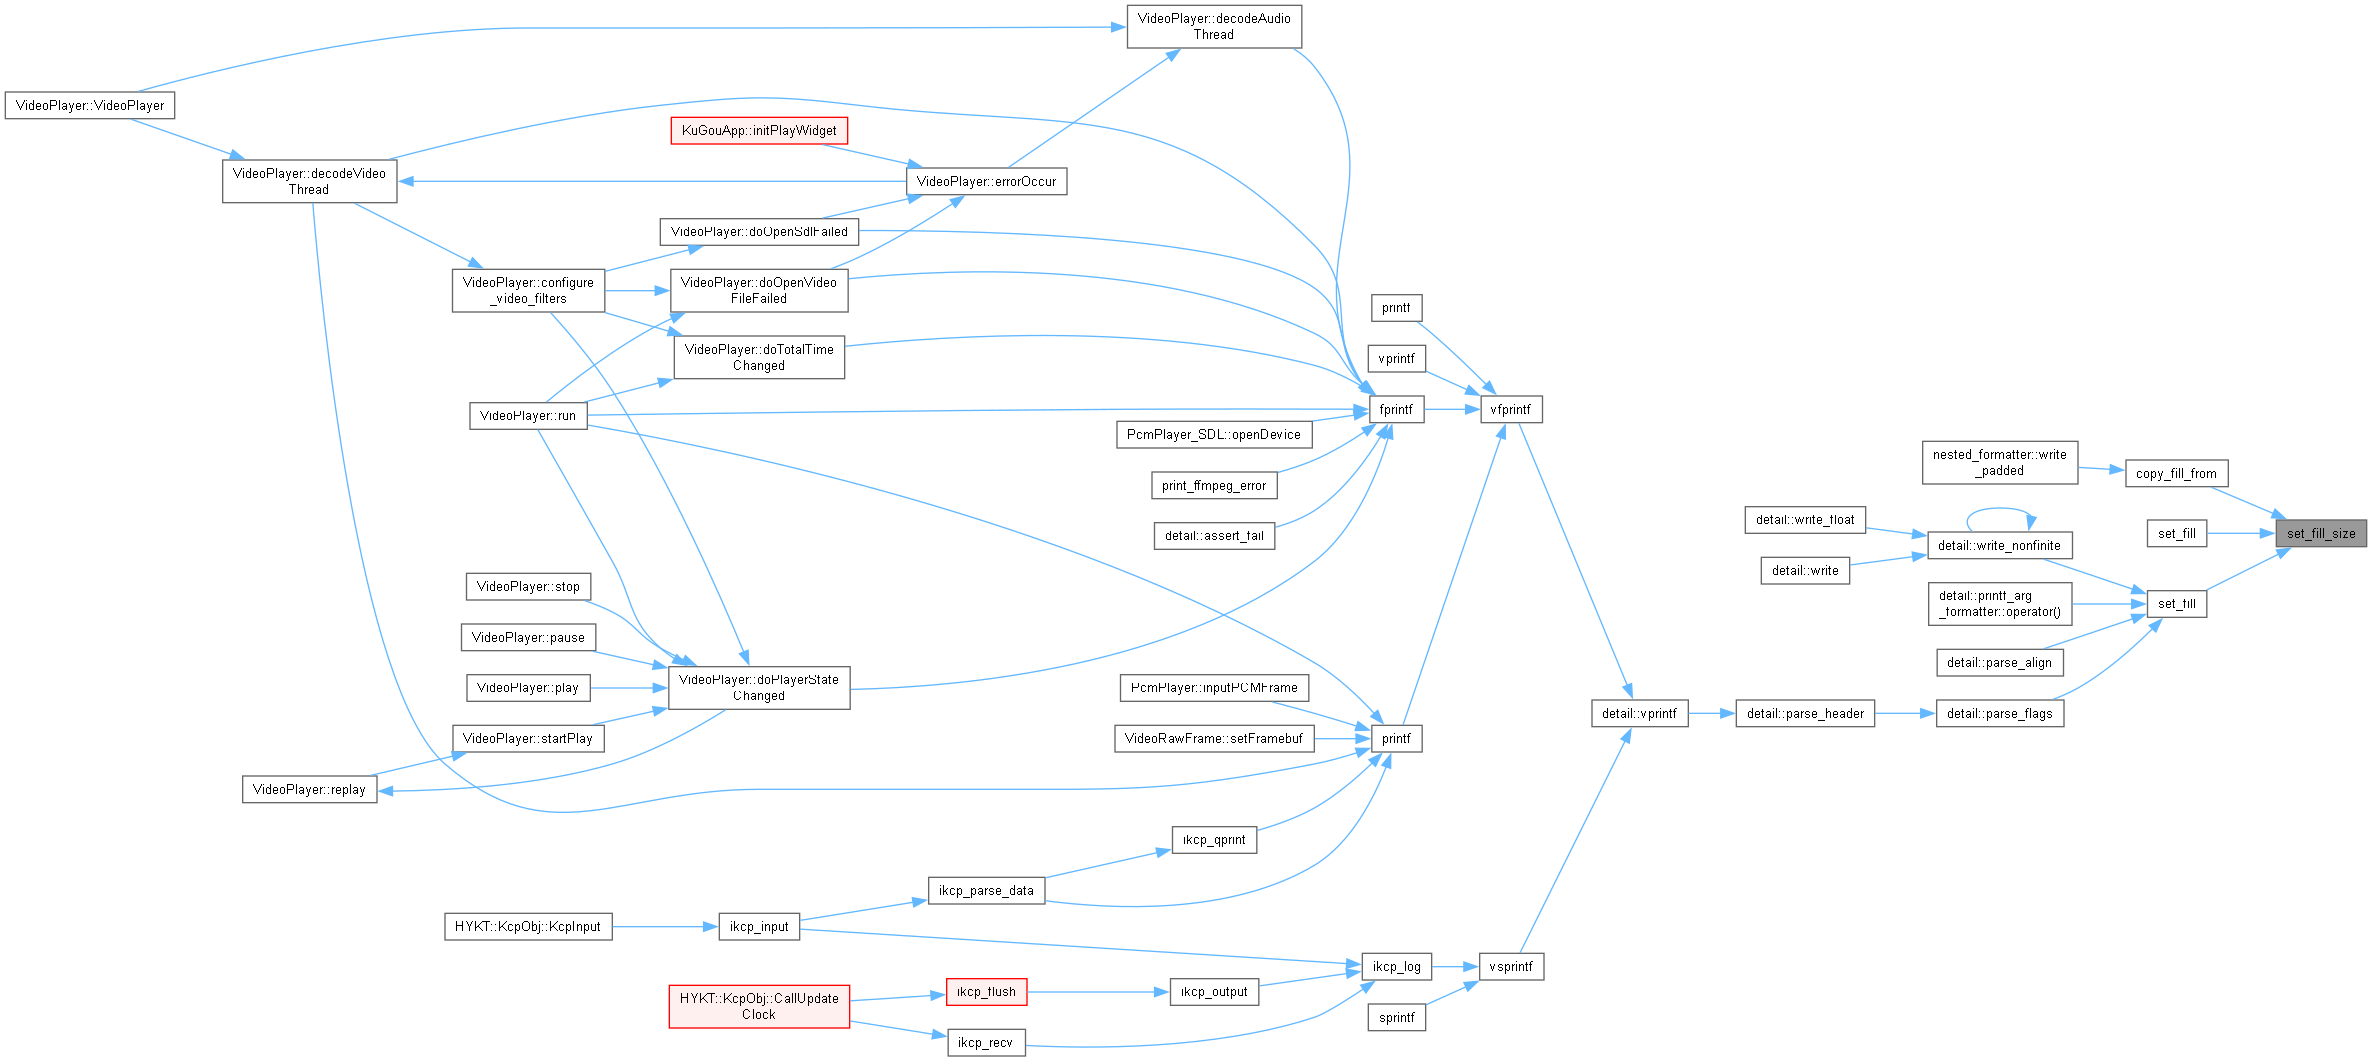 VideoPlayer::decodeAudio
Thread
VideoPlayer::VideoPlayer
KuGouApp::initPlayWidget
VideoPlayer::decodeVideo
Thread
VideoPlayer::errorOccur
VideoPlayer::doOpenSdlFailed
VideoPlayer::configure
_video_filters
VideoPlayer::doOpenVideo
FileFailed
printf
VideoPlayer::doTotalTime
Changed
vprintf
VideoPlayer::run
fprintf
vfprintf
PcmPlayer_SDL::openDevice
nested_formatter::write
_padded
copy_fill_from
print_ffmpeg_error
detail::write_float
detail::assert_fail
set_fill
set_fill_size
detail::write_nonfinite
detail::write
VideoPlayer::stop
detail::printf_arg
_formatter::operator()
set_fill
VideoPlayer::pause
detail::parse_align
VideoPlayer::play
VideoPlayer::doPlayerState
Changed
PcmPlayer::inputPCMFrame
detail::vprintf
detail::parse_header
detail::parse_flags
VideoPlayer::startPlay
VideoRawFrame::setFramebuf
printf
VideoPlayer::replay
ikcp_qprint
ikcp_parse_data
HYKT::KcpObj::KcpInput
ikcp_input
ikcp_log
vsprintf
HYKT::KcpObj::CallUpdate
Clock
ikcp_flush
ikcp_output
sprintf
ikcp_recv